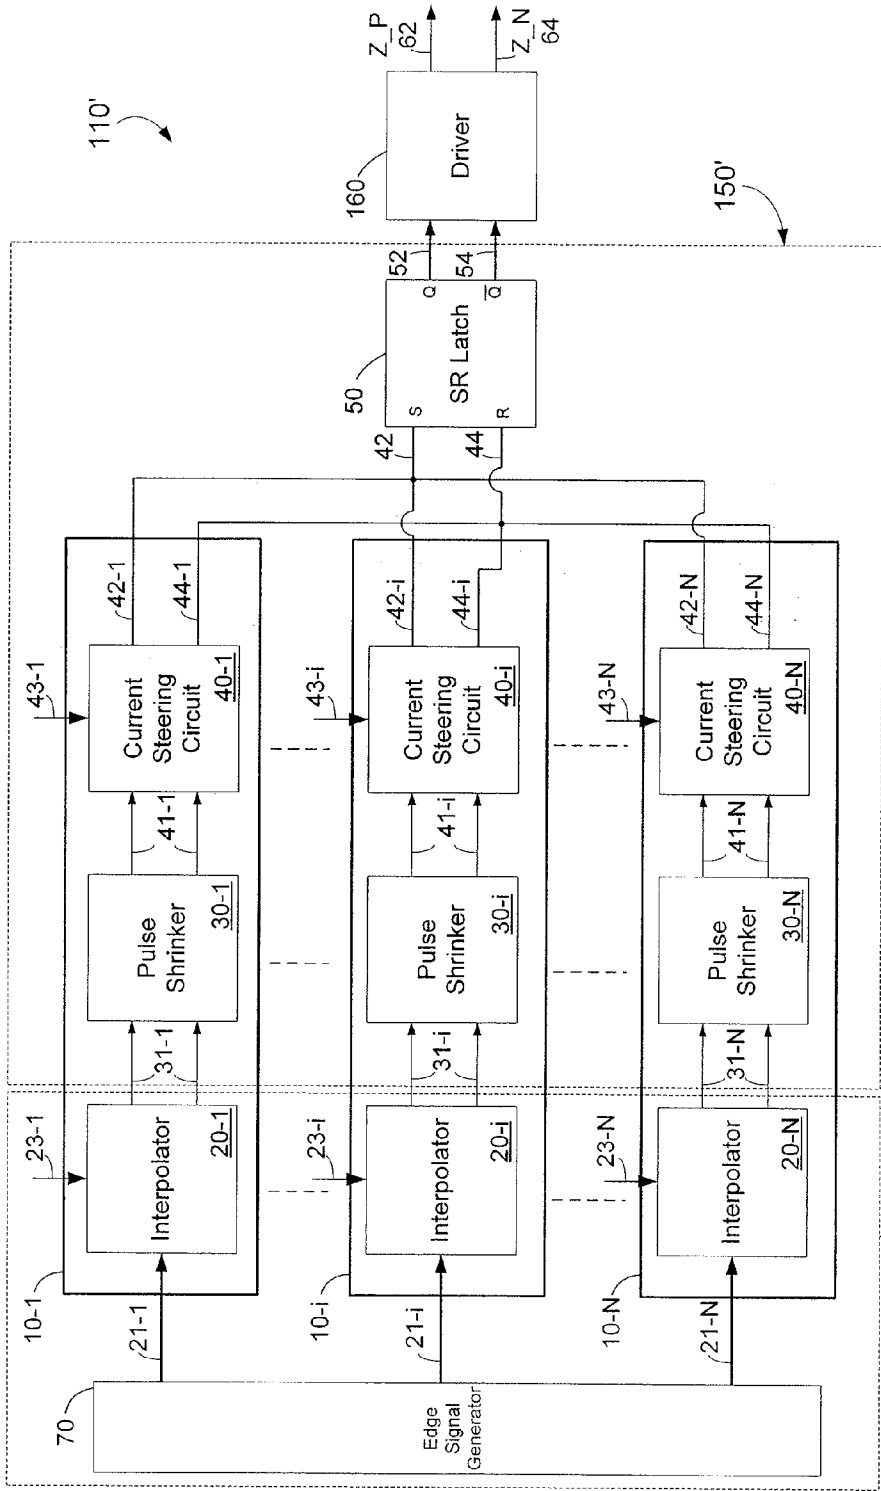 110'
150'
70
Edge
Signal
Generator
21-1
10-1
23-1
Interpolator
20-1
31-1
Pulse
Shrinker
30-1
41-1
43-1
Current
Steering
Circuit
40-1
42-1
44-1
21-i
10-i
23-i
Interpolator
20-i
31-i
Pulse
Shrinker
30-i
41-i
43-i
Current
Steering
Circuit
40-i
42-i
44-i
21-N
10-N
23-N
Interpolator
20-N
31-N
Pulse
Shrinker
30-N
41-N
43-N
Current
Steering
Circuit
40-N
42-N
44-N
42
44
50
S
R
SR Latch
Q
Q̅
52
54
160
Driver
Z_P
62
Z_N
64